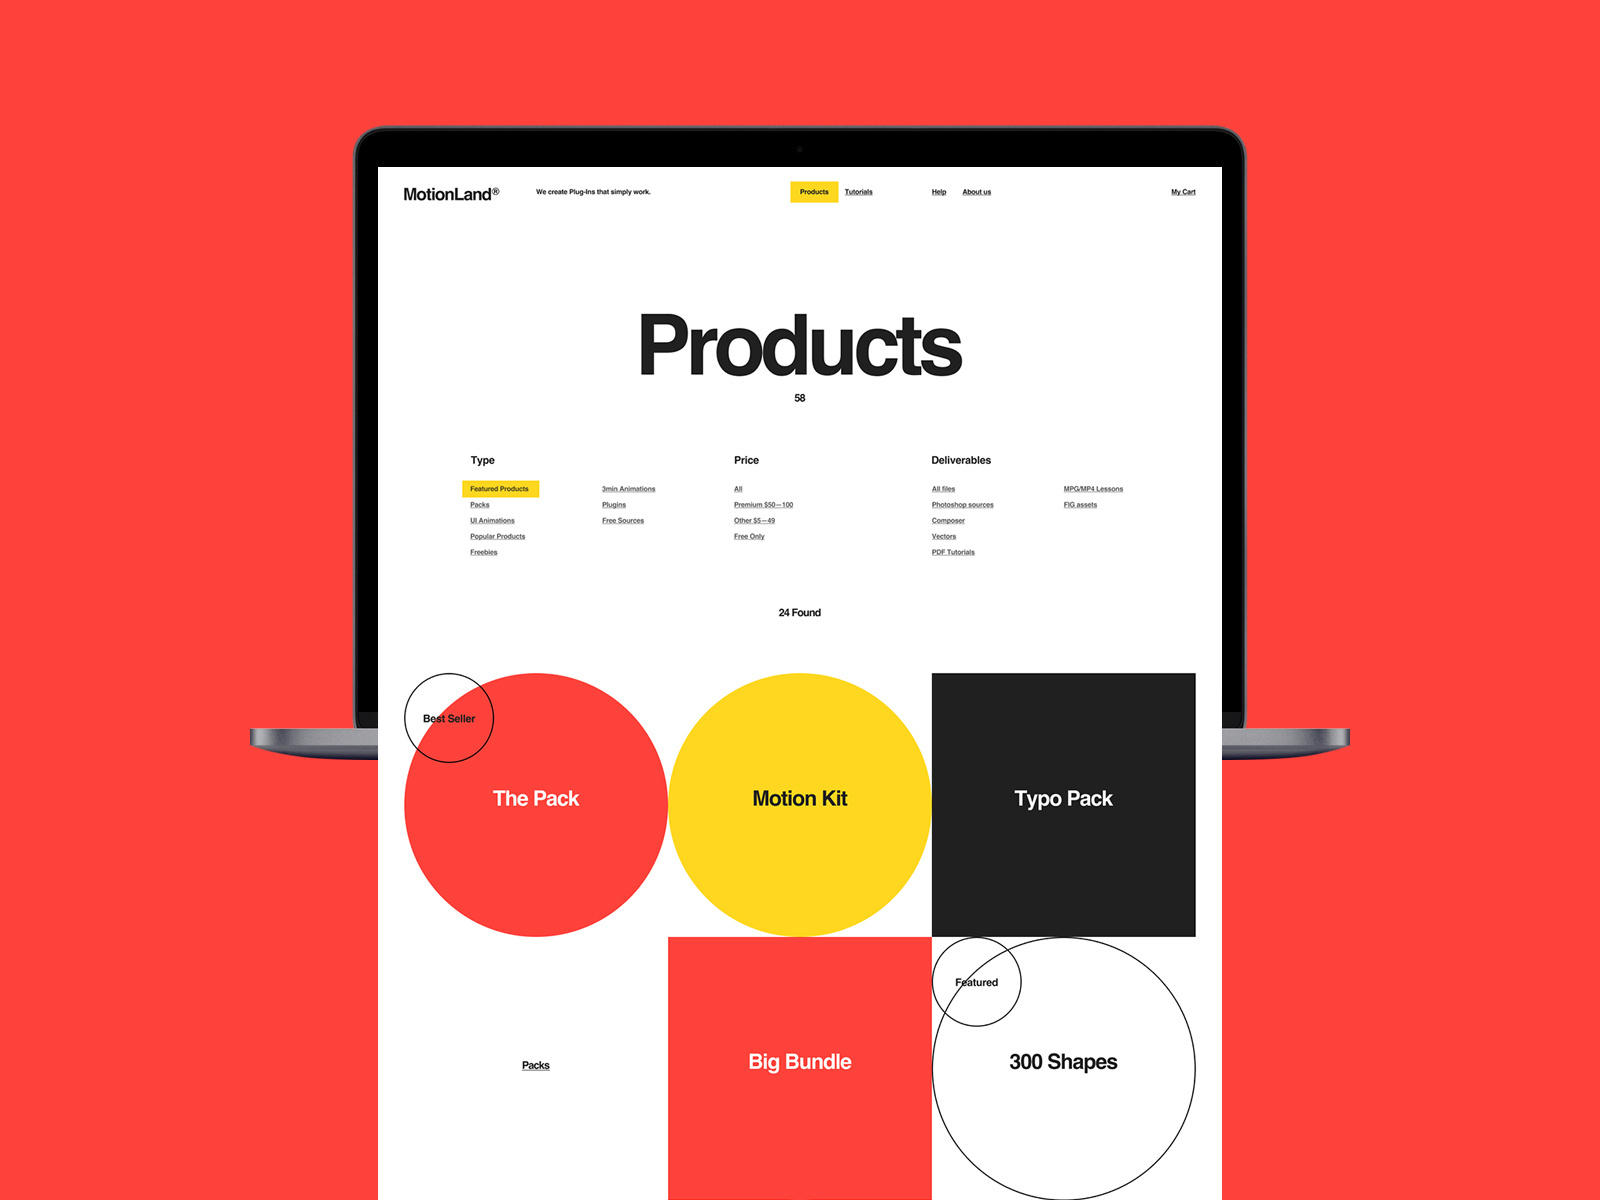 MotionLand®
We create Plug-Ins that simply work.
Products
Tutorials
Help
About us
My Cart
Products
58
Type
Featured Products
Packs
UI Animations
Popular Products
Freebies
3min Animations
Plugins
Free Sources
Price
All
Premium $50—100
Other $5—49
Free Only
Deliverables
All files
Photoshop sources
Composer
Vectors
PDF Tutorials
MPG/MP4 Lessons
FIG assets
24 Found
Best Seller
The Pack
Motion Kit
Typo Pack
Packs
Big Bundle
Featured
300 Shapes